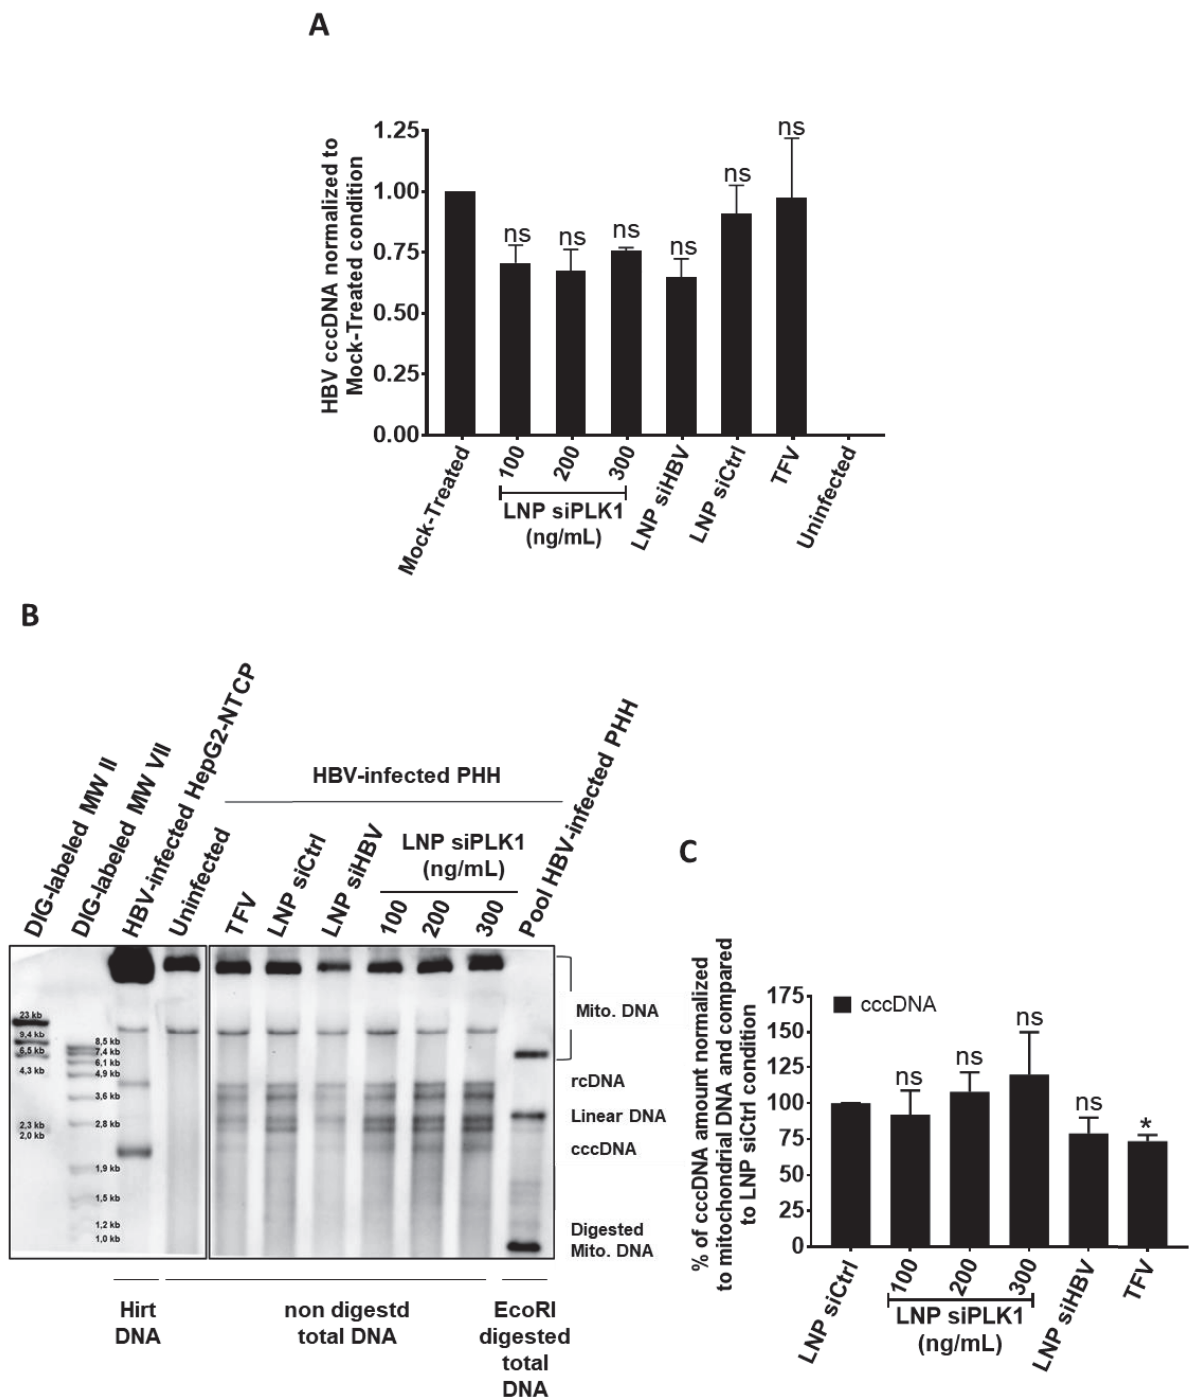 A
HBV cccDNA normalized to
Mock-Treated condition
1.25
1.00
0.75
0.50
0.25
0.00
ns
ns
ns
ns
ns
ns
Mock-Treated
100
200
300
LNP siPLK1
(ng/mL)
LNP siHBV
LNP siCtrl
TFV
Uninfected
B
DIG-labeled MW II
DIG-labeled MW VII
HBV-infected HepG2-NTCP
Uninfected
HBV-infected PHH
TFV
LNP siCtrl
LNP siHBV
LNP siPLK1
(ng/mL)
100
200
300
Pool HBV-infected PHH
23 kb
9,4 kb
6,5 kb
4,3 kb
2,3 kb
2,0 kb
8,5 kb
7,4 kb
6,1 kb
4,9 kb
3,6 kb
2,8 kb
1,9 kb
1,5 kb
1,2 kb
1,0 kb
Mito. DNA
rcDNA
Linear DNA
cccDNA
Digested
Mito. DNA
Hirt
DNA
non digestd
total DNA
EcoRI
digested
total
DNA
C
% of cccDNA amount normalized
to mitochondrial DNA and compared
to LNP siCtrl condition
175
150
125
100
75
50
25
0
cccDNA
ns
ns
ns
ns
*
LNP siCtrl
100
200
300
LNP siPLK1
(ng/mL)
LNP siHBV
TFV